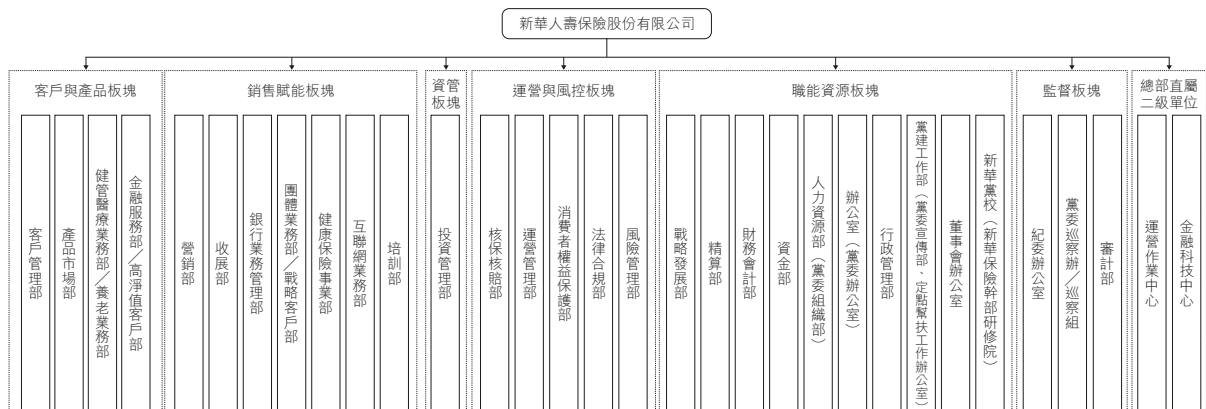 新華人壽保險股份有限公司
客戶與產品板塊
客戶管理部
產品市場部
健管醫療業務部／養老業務部
金融服務部／高淨值客戶部
銷售賦能板塊
營銷部
收展部
銀行業務管理部
團體業務部／戰略客戶部
健康保險事業部
互聯網業務部
培訓部
資管
板塊
投資管理部
運營與風控板塊
核保核賠部
運營管理部
消費者權益保護部
法律合規部
風險管理部
職能資源板塊
戰略發展部
精算部
財務會計部
資金部
人力資源部（黨委組織部）
辦公室（黨委辦公室）
行政管理部
黨建工作部（黨委宣傳部、定點幫扶工作辦公室）
董事會辦公室
新華黨校（新華保險幹部研修院）
監督板塊
紀委辦公室
黨委巡察辦／巡察組
審計部
總部直屬
二級單位
運營作業中心
金融科技中心